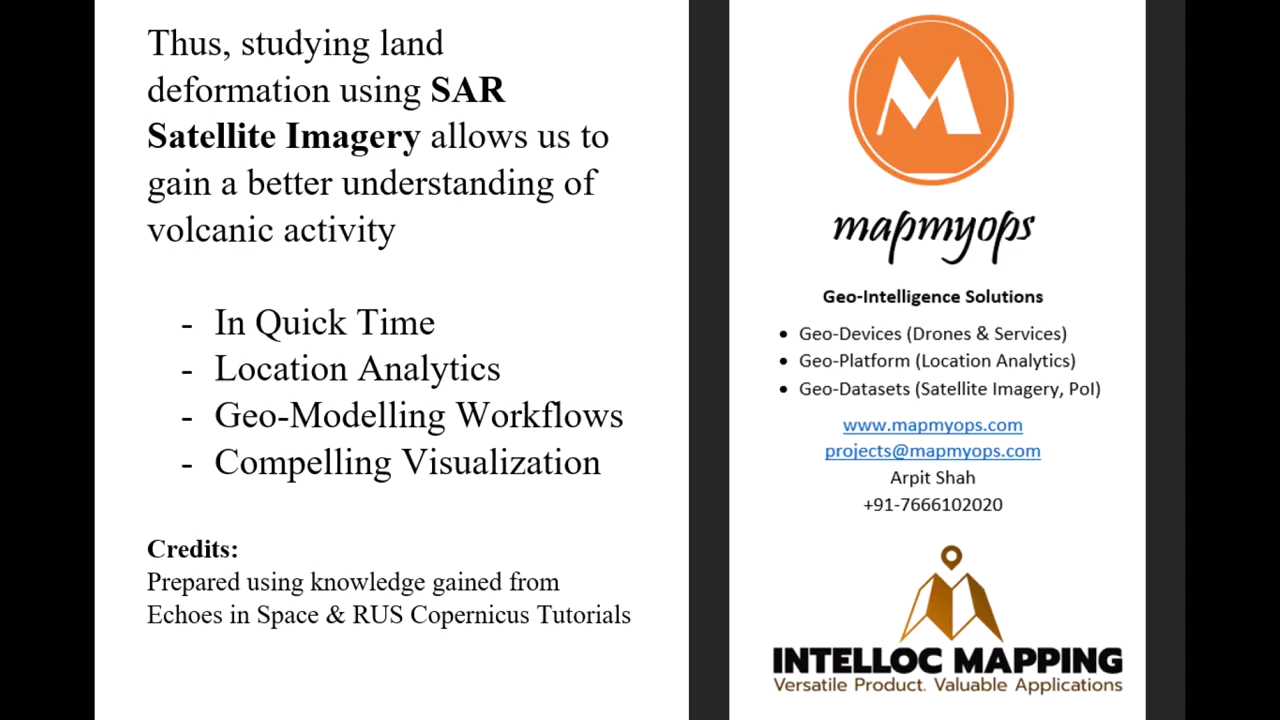 Thus, studying land
deformation using SAR
Satellite Imagery allows us to
gain a better understanding of
volcanic activity
- In Quick Time
- Location Analytics
- Geo-Modelling Workflows
- Compelling Visualization
Credits:
Prepared using knowledge gained from
Echoes in Space & RUS Copernicus Tutorials
M
mapmyops
Geo-Intelligence Solutions
• Geo-Devices (Drones & Services)
• Geo-Platform (Location Analytics)
• Geo-Datasets (Satellite Imagery, PoI)
www.mapmyops.com
projects@mapmyops.com
Arpit Shah
+91-7666102020
INTELLOC MAPPING
Versatile Product. Valuable Applications